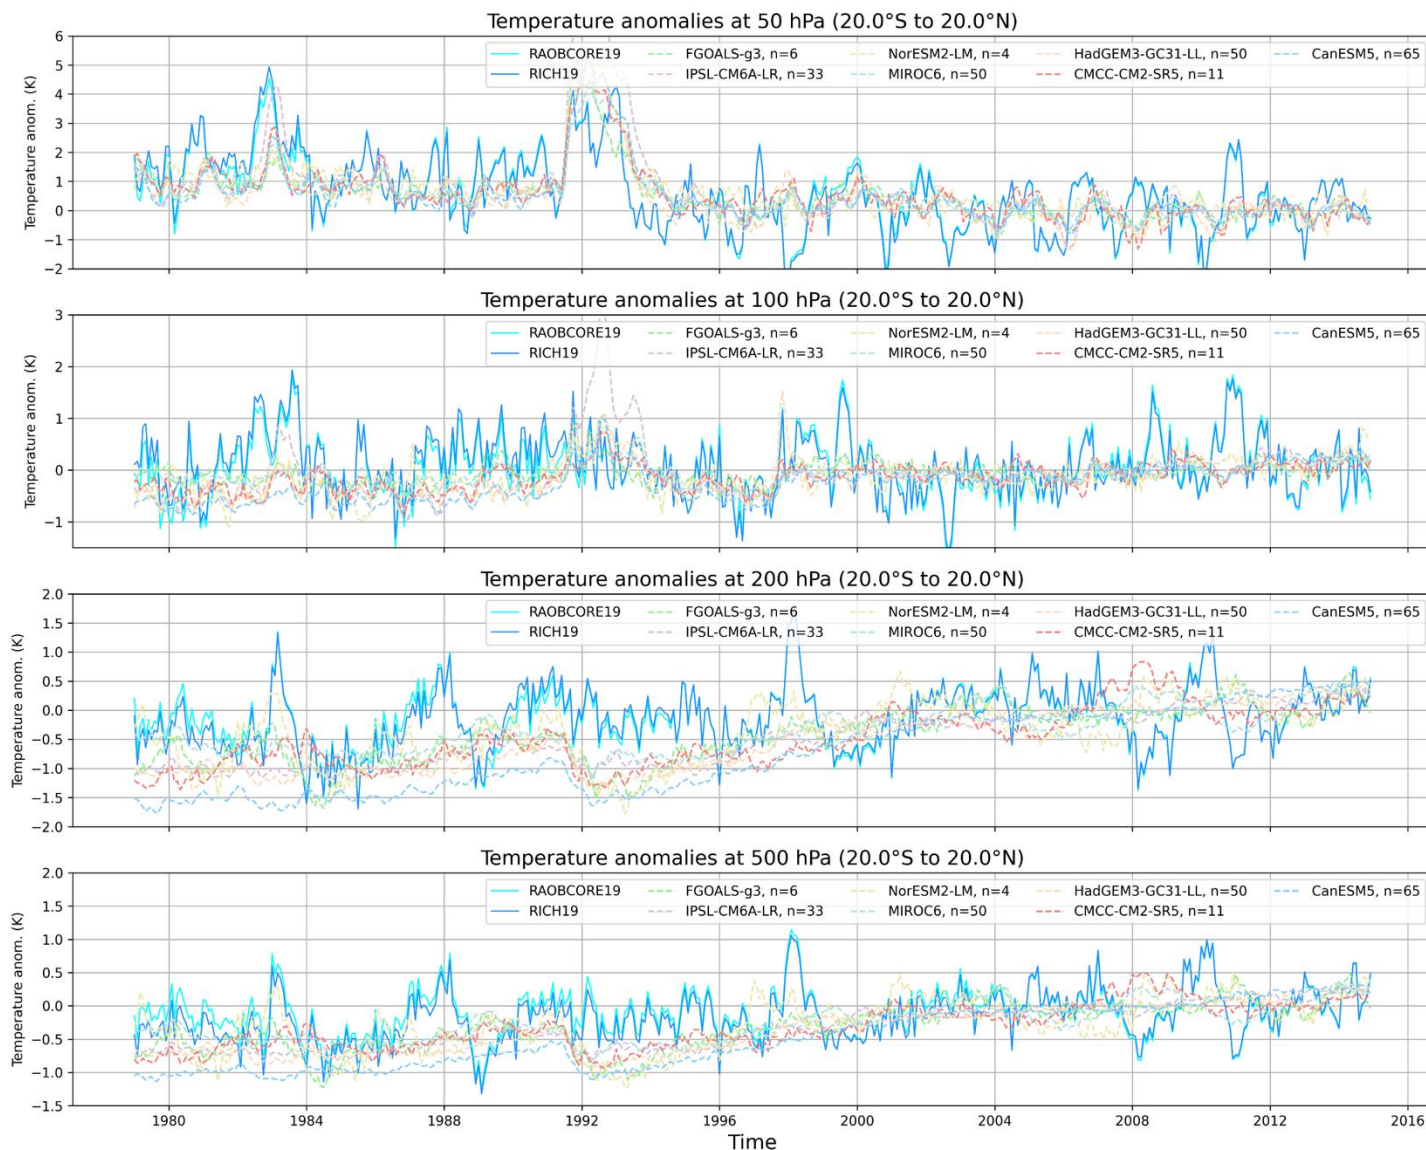 Temperature anomalies at 50 hPa (20.0°S to 20.0°N)
Temperature anom. (K)
6
5
4
3
2
1
0
−1
−2
RAOBCORE19 FGOALS-g3, n=6 NorESM2-LM, n=4 HadGEM3-GC31-LL, n=50 CanESM5, n=65
RICH19 IPSL-CM6A-LR, n=33 MIROC6, n=50 CMCC-CM2-SR5, n=11
Temperature anomalies at 100 hPa (20.0°S to 20.0°N)
Temperature anom. (K)
3
2
1
0
−1
RAOBCORE19 FGOALS-g3, n=6 NorESM2-LM, n=4 HadGEM3-GC31-LL, n=50 CanESM5, n=65
RICH19 IPSL-CM6A-LR, n=33 MIROC6, n=50 CMCC-CM2-SR5, n=11
Temperature anomalies at 200 hPa (20.0°S to 20.0°N)
Temperature anom. (K)
2.0
1.5
1.0
0.5
0.0
−0.5
−1.0
−1.5
−2.0
RAOBCORE19 FGOALS-g3, n=6 NorESM2-LM, n=4 HadGEM3-GC31-LL, n=50 CanESM5, n=65
RICH19 IPSL-CM6A-LR, n=33 MIROC6, n=50 CMCC-CM2-SR5, n=11
Temperature anomalies at 500 hPa (20.0°S to 20.0°N)
Temperature anom. (K)
2.0
1.5
1.0
0.5
0.0
−0.5
−1.0
−1.5
RAOBCORE19 FGOALS-g3, n=6 NorESM2-LM, n=4 HadGEM3-GC31-LL, n=50 CanESM5, n=65
RICH19 IPSL-CM6A-LR, n=33 MIROC6, n=50 CMCC-CM2-SR5, n=11
1980 1984 1988 1992 1996 2000 2004 2008 2012 2016
Time